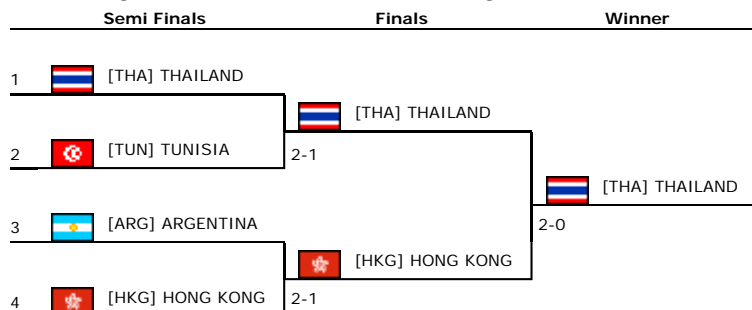 Semi Finals Finals Winner
1 [THA] THAILAND
[THA] THAILAND
2 [TUN] TUNISIA 2-1
[THA] THAILAND
3 [ARG] ARGENTINA 2-0
[HKG] HONG KONG
4 [HKG] HONG KONG 2-1